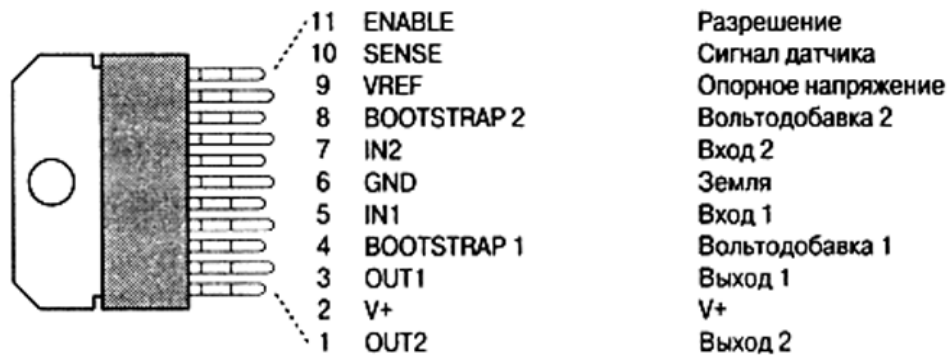 11 ENABLE Разрешение
10 SENSE Сигнал датчика
9 VREF Опорное напряжение
8 BOOTSTRAP 2 Вольтодобавка 2
7 IN2 Вход 2
6 GND Земля
5 IN1 Вход 1
4 BOOTSTRAP 1 Вольтодобавка 1
3 OUT1 Выход 1
2 V+ V+
1 OUT2 Выход 2